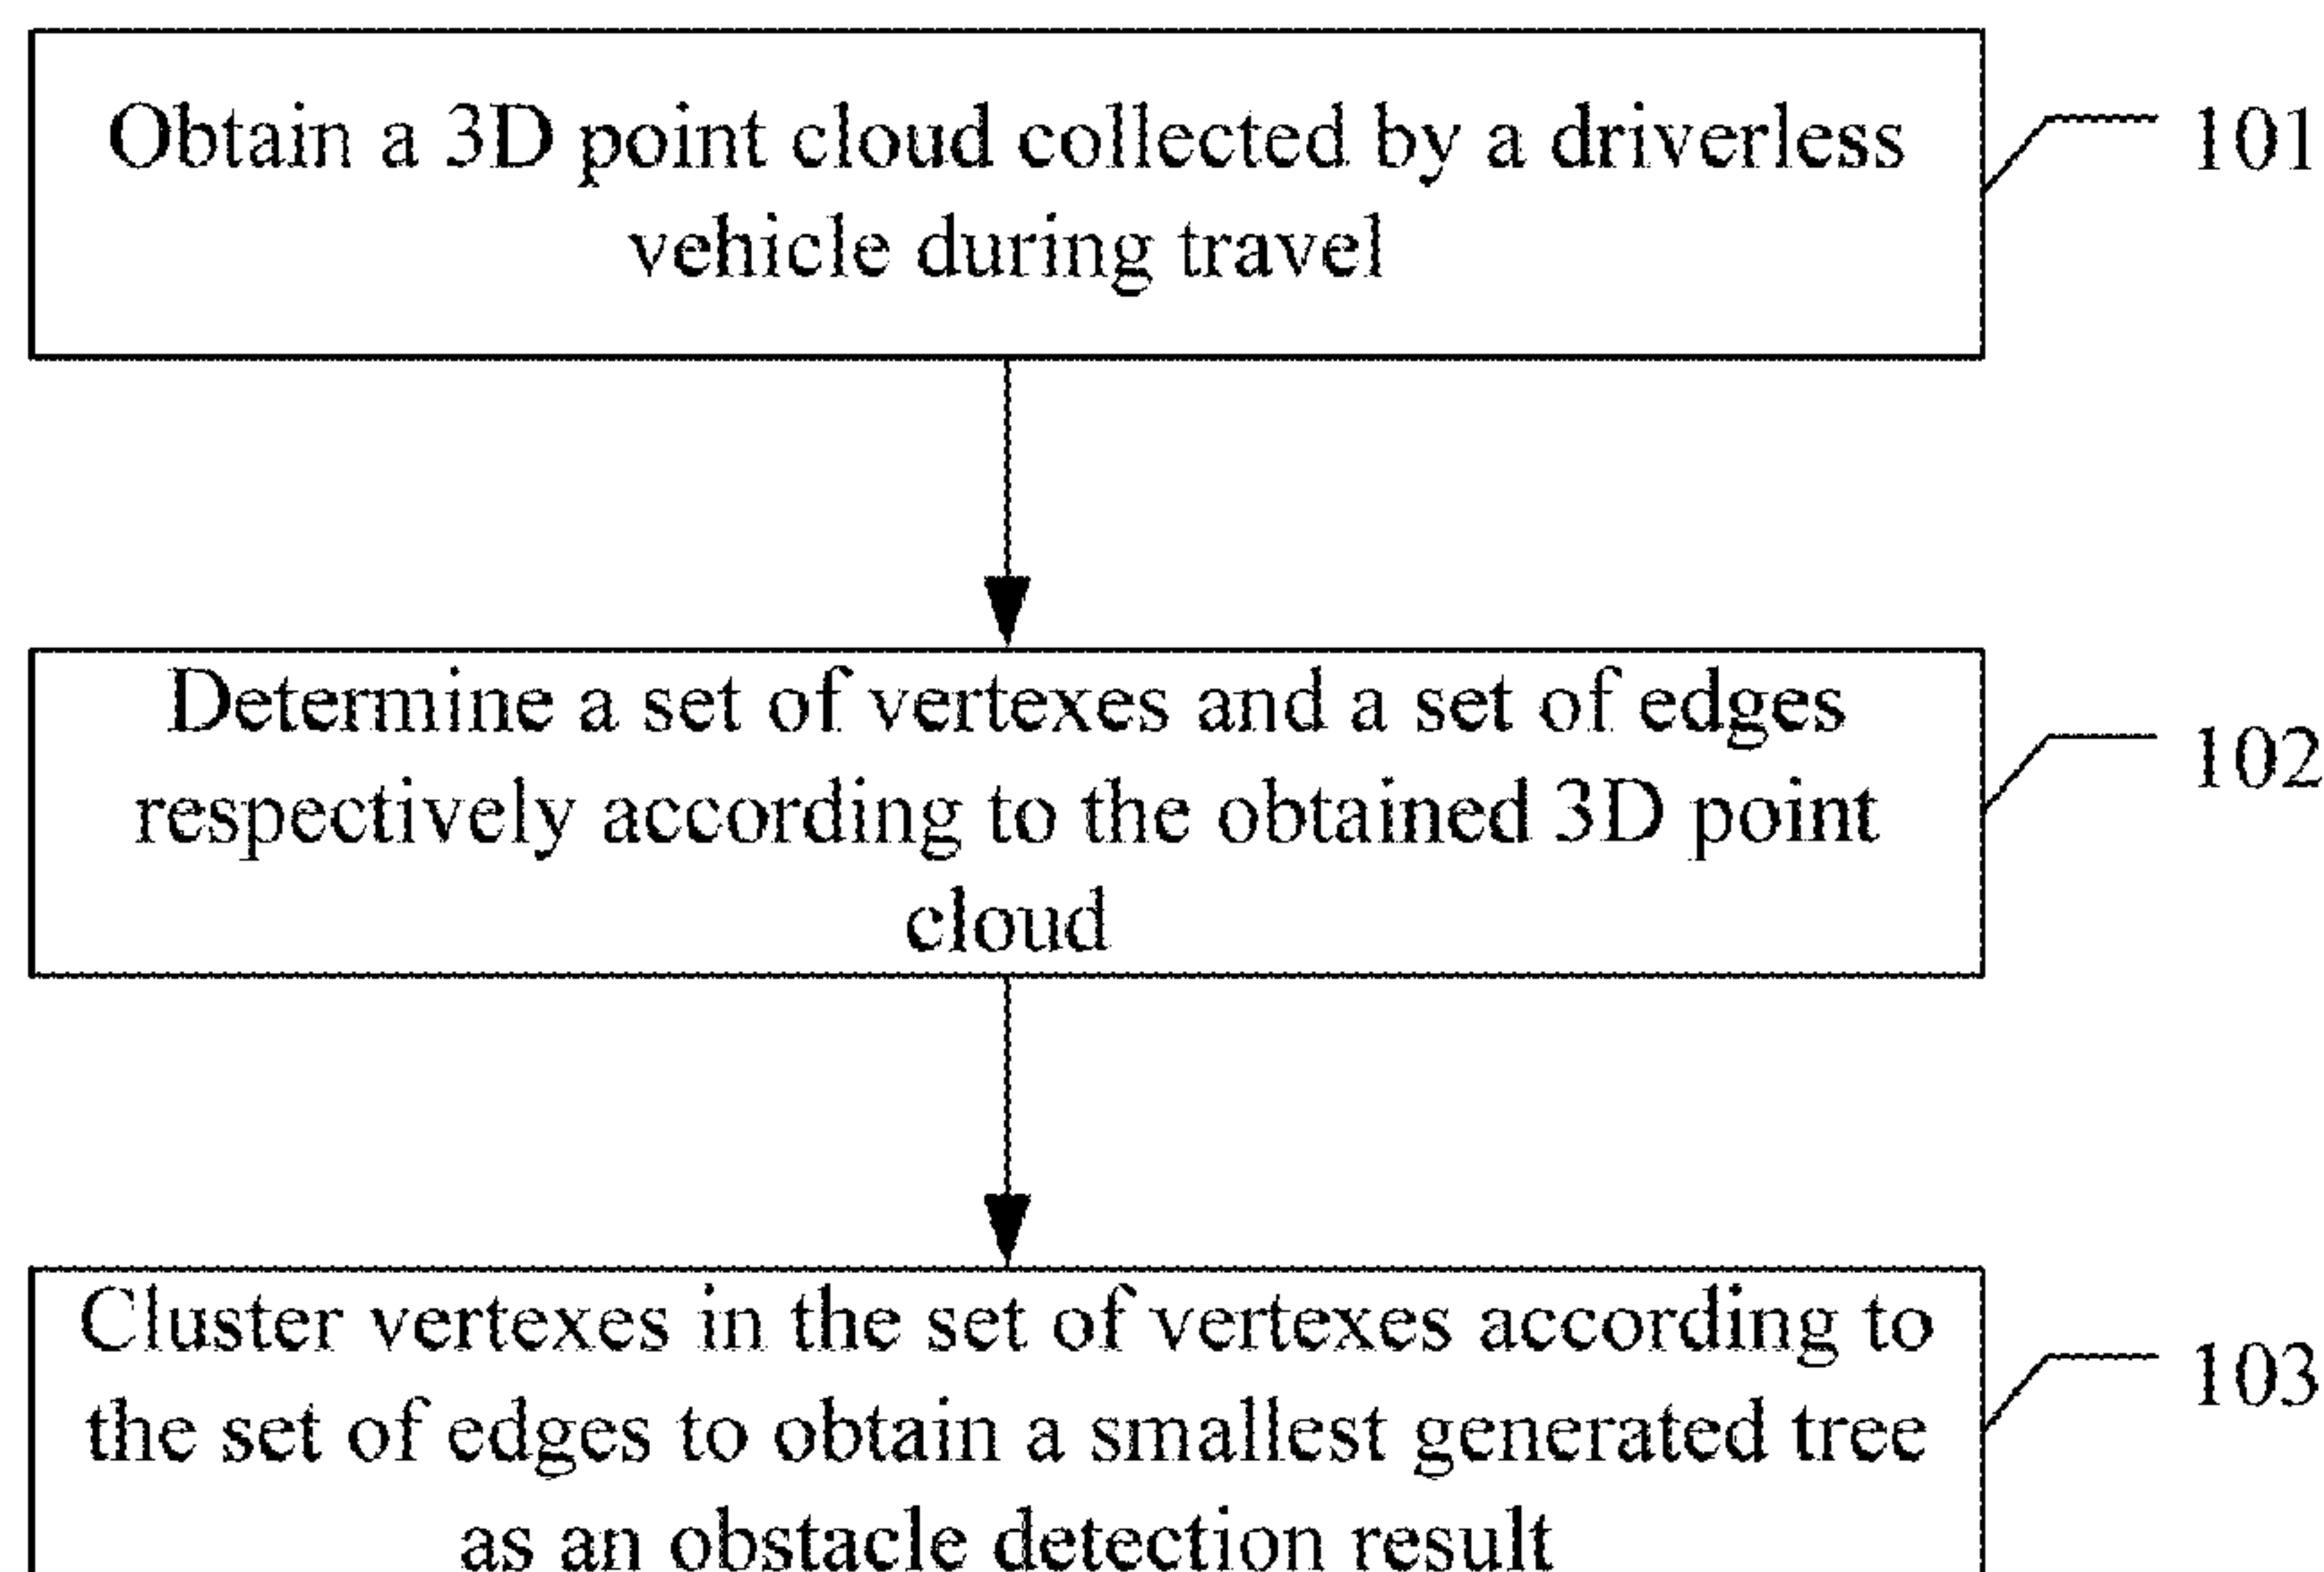 Obtain a 3D point cloud collected by a driverless
vehicle during travel
101
Determine a set of vertexes and a set of edges
respectively according to the obtained 3D point
cloud
102
Cluster vertexes in the set of vertexes according to
the set of edges to obtain a smallest generated tree
as an obstacle detection result
103